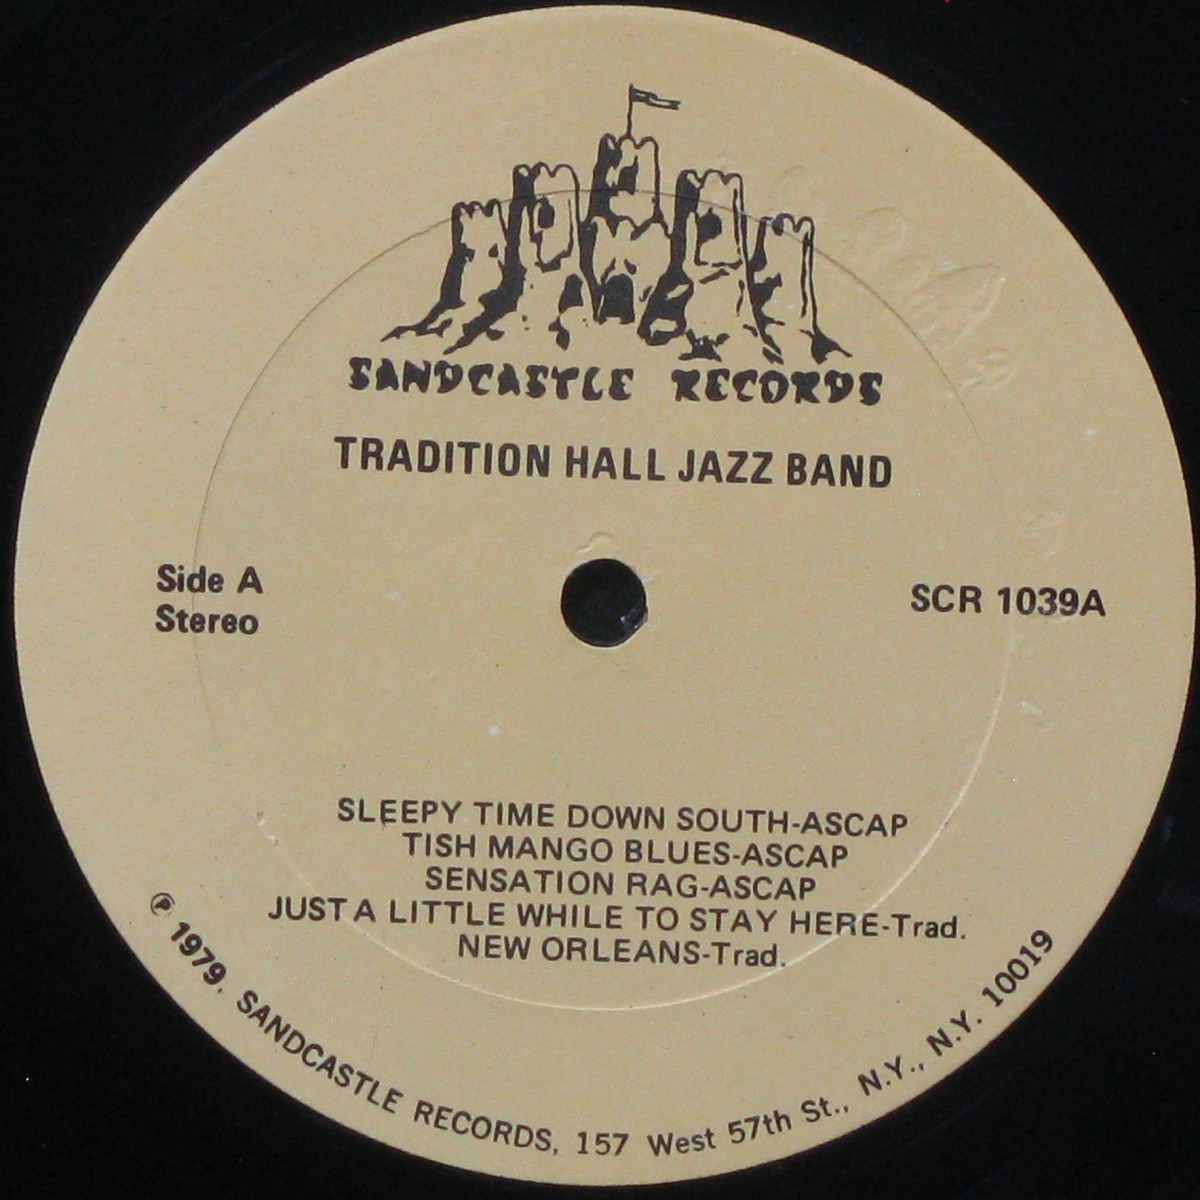 SANDCASTLE RECORDS
TRADITION HALL JAZZ BAND
Side A
Stereo
SCR 1039A
SLEEPY TIME DOWN SOUTH-ASCAP
TISH MANGO BLUES-ASCAP
SENSATION RAG-ASCAP
JUST A LITTLE WHILE TO STAY HERE-Trad.
NEW ORLEANS-Trad.
℗ 1979, SANDCASTLE RECORDS, 157 West 57th St., N.Y., N.Y. 10019